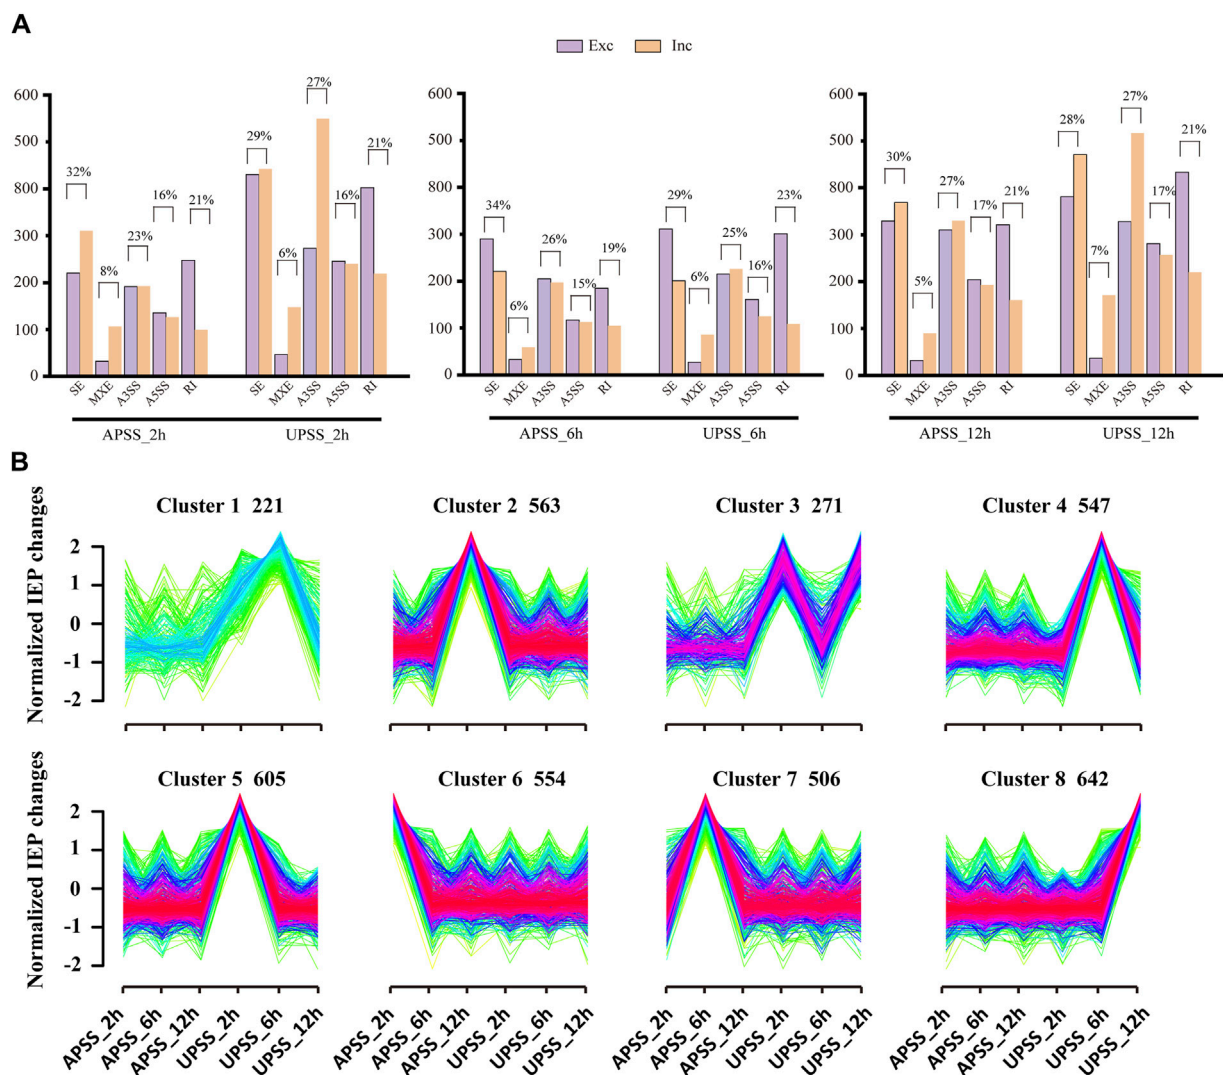 A
Exc Inc
600
500
800
300
200
100
0
32% 8% 23% 16% 21% 29% 6% 27% 16% 21%
SE MXE A3SS A5SS RI SE MXE A3SS A5SS RI
APSS_2h UPSS_2h
600
500
800
300
200
100
0
34% 6% 26% 15% 19% 29% 6% 25% 16% 23%
SE MXE A3SS A5SS RI SE MXE A3SS A5SS RI
APSS_6h UPSS_6h
600
500
800
300
200
100
0
30% 5% 27% 17% 21% 28% 7% 27% 17% 21%
SE MXE A3SS A5SS RI SE MXE A3SS A5SS RI
APSS_12h UPSS_12h
B
Normalized IEP changes
2
1
0
-1
-2
Cluster 1 221 Cluster 2 563 Cluster 3 271 Cluster 4 547
Normalized IEP changes
2
1
0
-1
-2
Cluster 5 605 Cluster 6 554 Cluster 7 506 Cluster 8 642
APSS_2h APSS_6h APSS_12h UPSS_2h UPSS_6h UPSS_12h
APSS_2h APSS_6h APSS_12h UPSS_2h UPSS_6h UPSS_12h
APSS_2h APSS_6h APSS_12h UPSS_2h UPSS_6h UPSS_12h
APSS_2h APSS_6h APSS_12h UPSS_2h UPSS_6h UPSS_12h